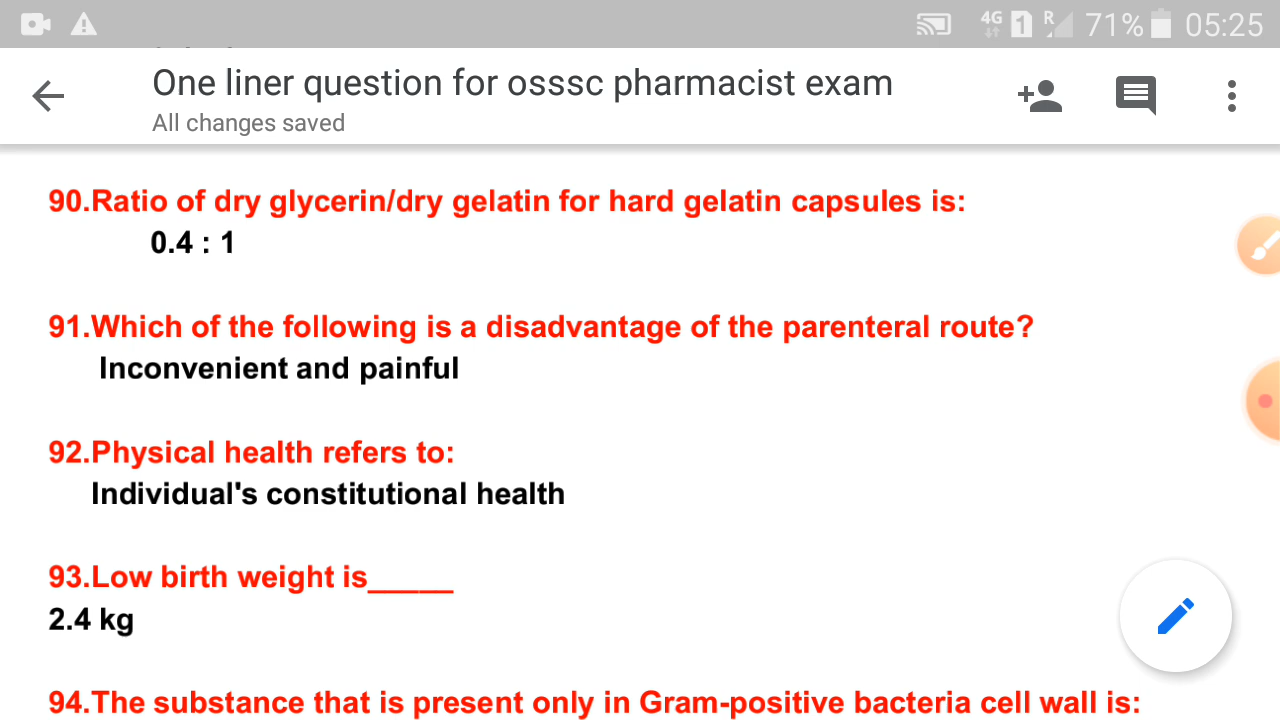 4G 1 R 71% 05:25
One liner question for osssc pharmacist exam
All changes saved
90.Ratio of dry glycerin/dry gelatin for hard gelatin capsules is:
0.4 : 1
91.Which of the following is a disadvantage of the parenteral route?
Inconvenient and painful
92.Physical health refers to:
Individual's constitutional health
93.Low birth weight is_____
2.4 kg
94.The substance that is present only in Gram-positive bacteria cell wall is: